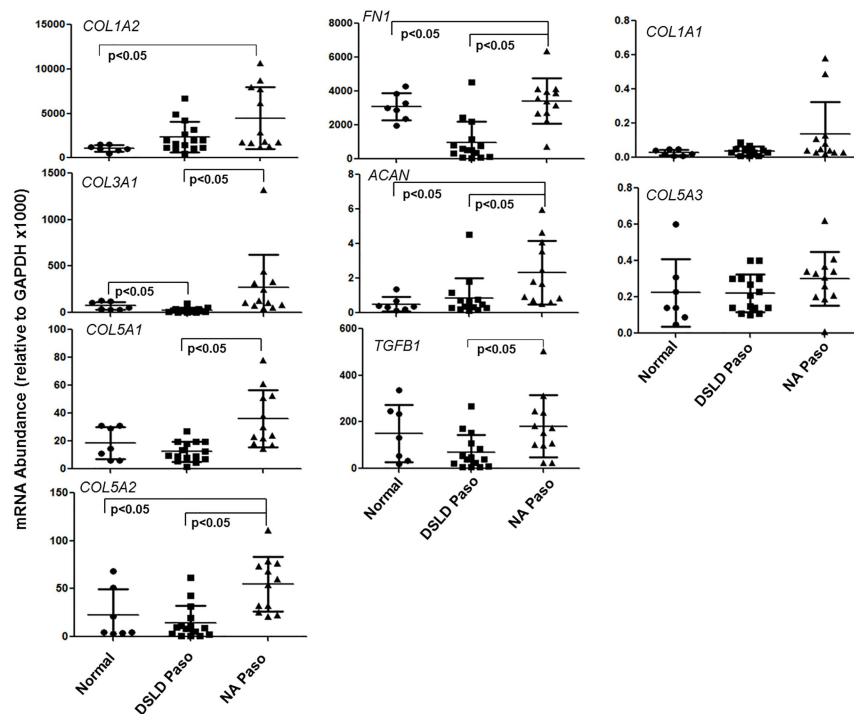 mRNA Abundance (relative to GAPDH x1000)
COL1A2
p<0.05
15000
10000
5000
0
COL3A1
p<0.05
p<0.05
1500
1000
500
0
COL5A1
p<0.05
100
80
60
40
20
0
COL5A2
p<0.05
p<0.05
150
100
50
0
Normal
DSLD Paso
NA Paso
FN1
p<0.05
p<0.05
8000
6000
4000
2000
0
ACAN
p<0.05
p<0.05
8
6
4
2
0
TGFB1
p<0.05
600
400
200
0
Normal
DSLD Paso
NA Paso
COL1A1
0.8
0.6
0.4
0.2
0.0
COL5A3
0.8
0.6
0.4
0.2
0.0
Normal
DSLD Paso
NA Paso